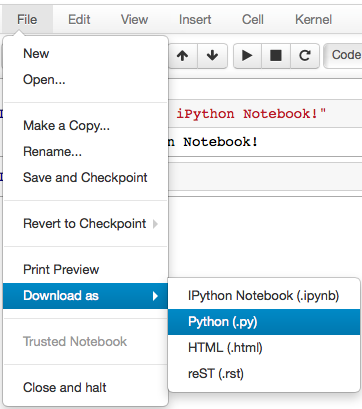 File Edit View Insert Cell Kernel
New
Open...
Code
iPython Notebook!"
Make a Copy...
Notebook!
Rename...
Save and Checkpoint
Revert to Checkpoint
Print Preview
Download as
IPython Notebook (.ipynb)
Python (.py)
Trusted Notebook
HTML (.html)
reST (.rst)
Close and halt